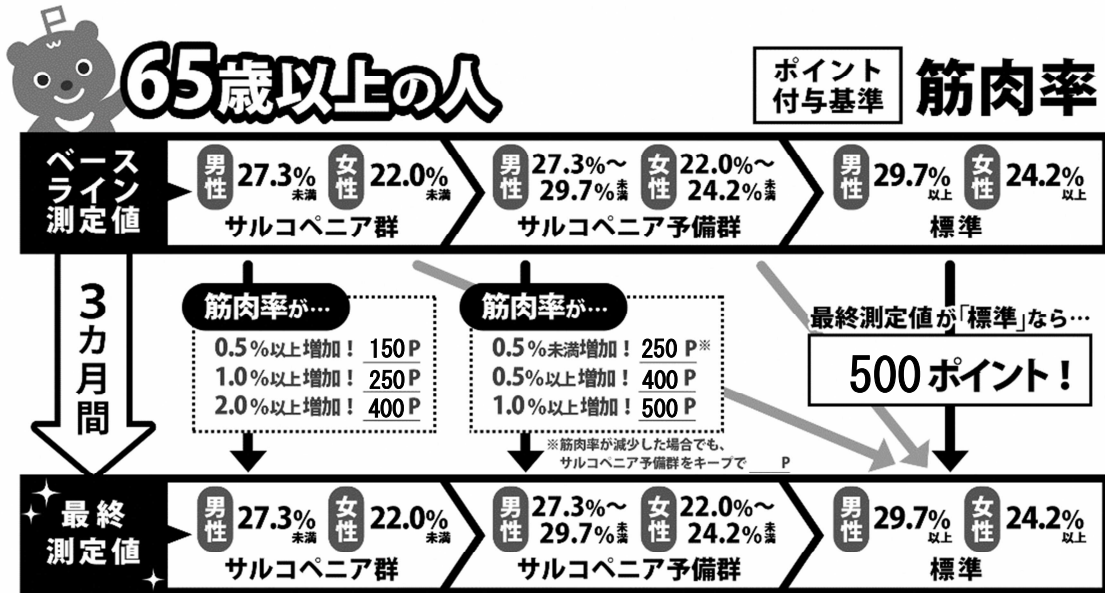 65歳以上の人
ポイント
付与基準
筋肉率
ベース
ライン
測定値
男性 27.3%未満 女性 22.0%未満
サルコペニア群
男性 27.3%～29.7%未満 女性 22.0%～24.2%未満
サルコペニア予備群
男性 29.7%以上 女性 24.2%以上
標準
3カ月間
筋肉率が…
0.5%以上増加！ 150P
1.0%以上増加！ 250P
2.0%以上増加！ 400P
筋肉率が…
0.5%未満増加！ 250P※
0.5%以上増加！ 400P
1.0%以上増加！ 500P
※筋肉率が減少した場合でも、
サルコペニア予備群をキープで＿＿P
最終測定値が「標準」なら…
500ポイント！
最終
測定値
男性 27.3%未満 女性 22.0%未満
サルコペニア群
男性 27.3%～29.7%未満 女性 22.0%～24.2%未満
サルコペニア予備群
男性 29.7%以上 女性 24.2%以上
標準